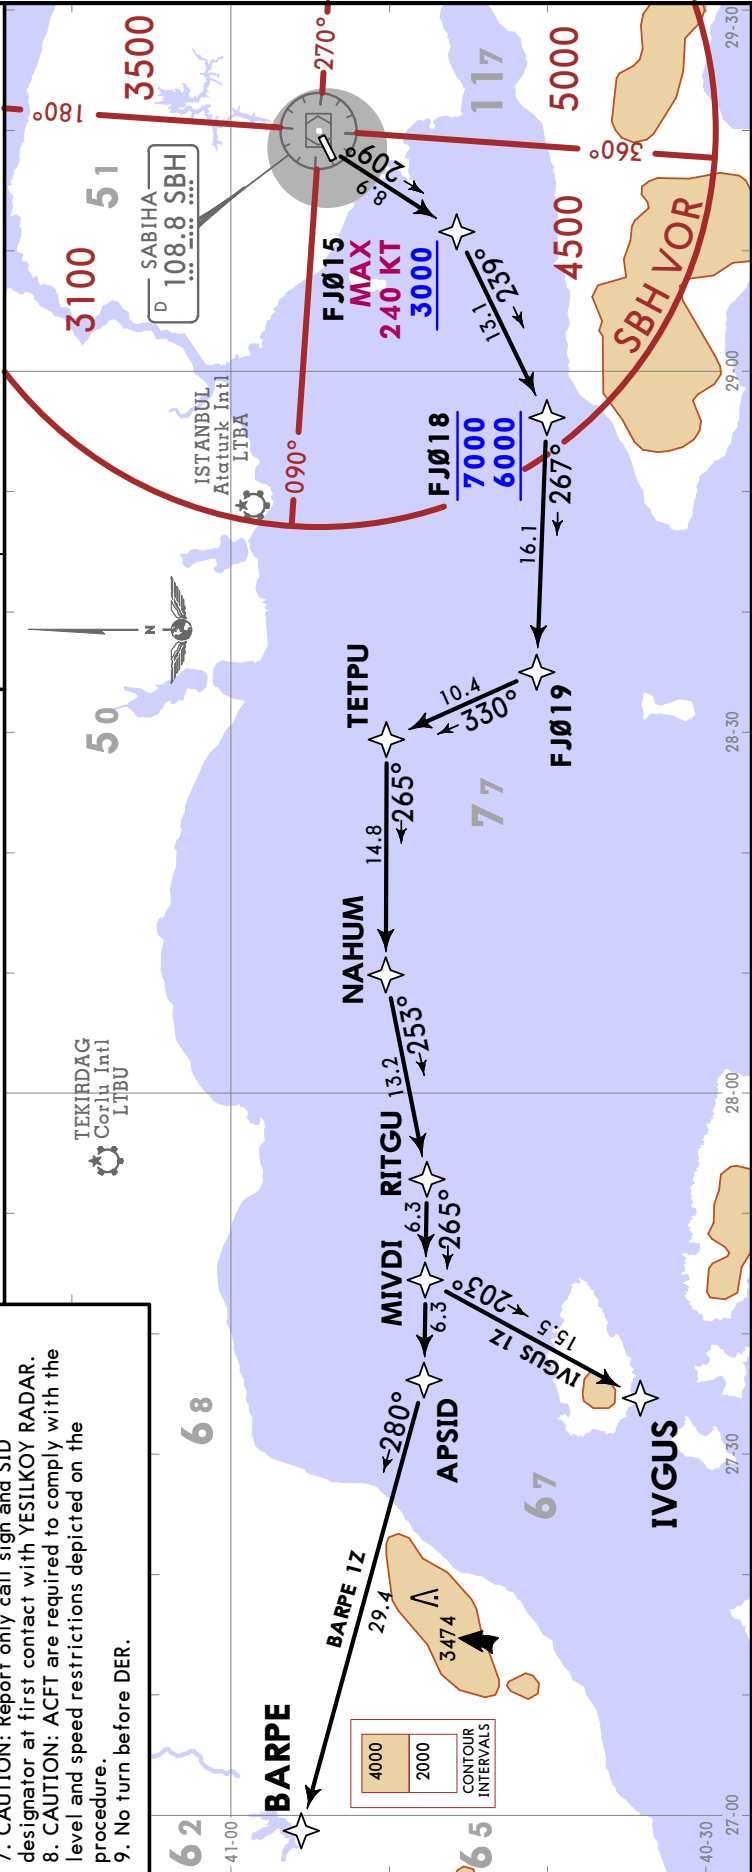 7. CAUTION: Report only call sign and SID
designator at first contact with YESILKOY RADAR.
8. CAUTION: ACFT are required to comply with the
level and speed restrictions depicted on the
procedure.
9. No turn before DER.
62
65
68
67
50
77
51
117
3100
3500
4500
5000
180°
270°
360°
090°
SBH VOR
SABIHA
D 108.8 SBH
ISTANBUL
Ataturk Intl
LTBA
TEKIRDAG
Corlu Intl
LTBU
N
8.9
209°
FJØ15
MAX
240 KT
3000
13.1
239°
FJØ18
7000
6000
267°
16.1
FJØ19
10.4
330°
TETPU
14.8
265°
NAHUM
13.2
253°
RITGU
6.3
265°
MIVDI
6.3
203°
15.5
IVGUS 1Z
IVGUS
APSID
280°
BARPE 1Z
29.4
BARPE
3474
4000
2000
CONTOUR
INTERVALS
41-00
40-30
27-00
27-30
28-00
28-30
29-00
29-30